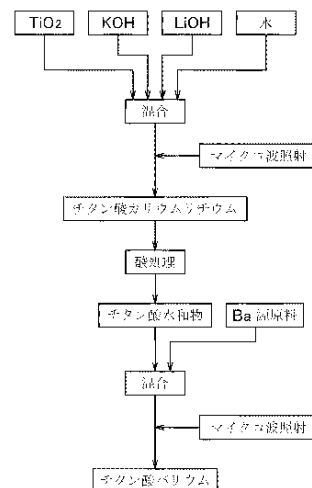 TiO2 KOH LiOH 水
混合
マイクロ波照射
チタン酸カリウムリチウム
酸処理
チタン酸水和物 Ba源原料
混合
マイクロ波照射
チタン酸バリウム